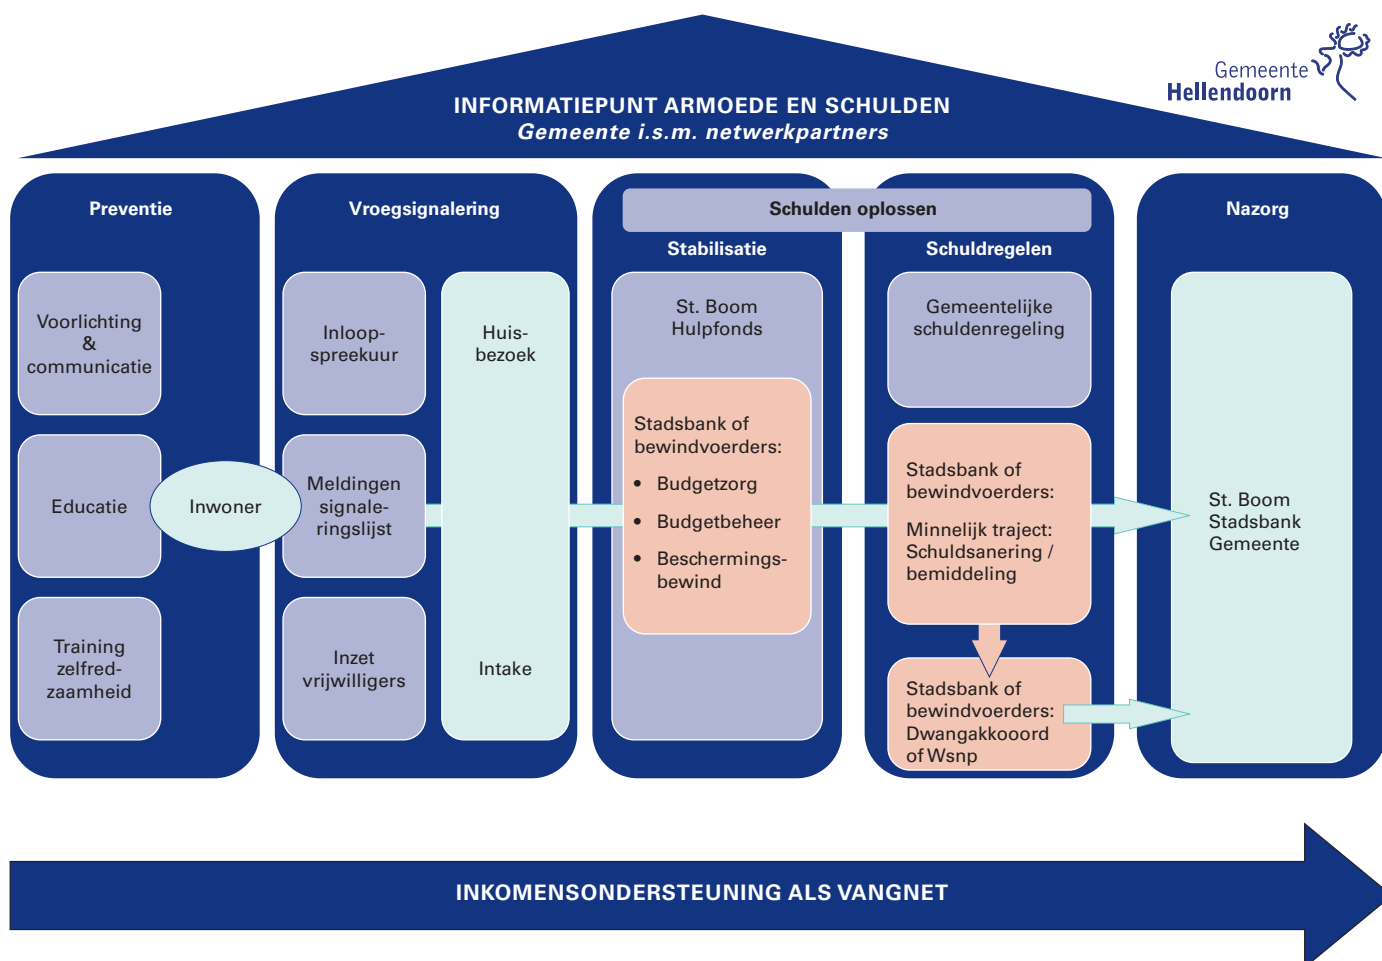 INFORMATIEPUNT ARMOEDE EN SCHULDEN
Gemeente i.s.m. netwerkpartners
Gemeente
Hellendoorn
Preventie
Voorlichting
&
communicatie
Educatie
Training
zelfred-
zaamheid
Inwoner
Vroegsignalering
Inloop-
spreekuur
Meldingen
signale-
ringslijst
Inzet
vrijwilligers
Huis-
bezoek
Intake
Schulden oplossen
Stabilisatie
St. Boom
Hulpfonds
Stadsbank of
bewindvoerders:
• Budgetzorg
• Budgetbeheer
• Beschermings-
bewind
Schuldregelen
Gemeentelijke
schuldenregeling
Stadsbank of
bewindvoerders:
Minnelijk traject:
Schuldsanering /
bemiddeling
Stadsbank of
bewindvoerders:
Dwangakkooord
of Wsnp
Nazorg
St. Boom
Stadsbank
Gemeente
INKOMENSONDERSTEUNING ALS VANGNET